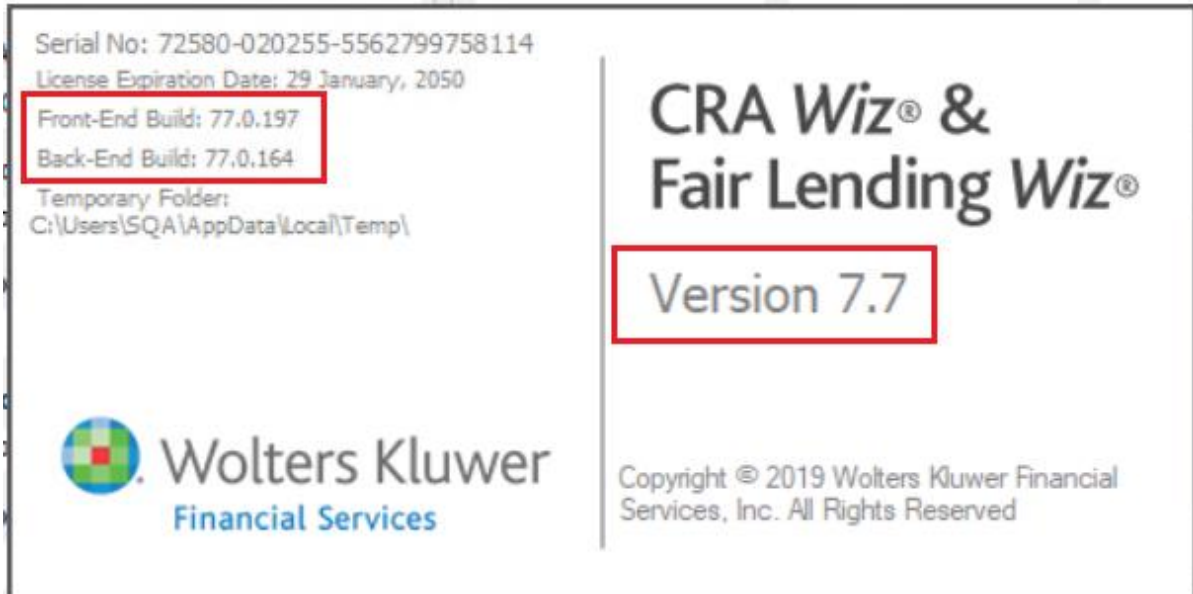 Serial No: 72580-020255-5562799758114
License Expiration Date: 29 January, 2050
Front-End Build: 77.0.197
Back-End Build: 77.0.164
Temporary Folder:
C:\Users\SQA\AppData\Local\Temp\
Wolters Kluwer
Financial Services
CRA Wiz® &
Fair Lending Wiz®
Version 7.7
Copyright © 2019 Wolters Kluwer Financial
Services, Inc. All Rights Reserved